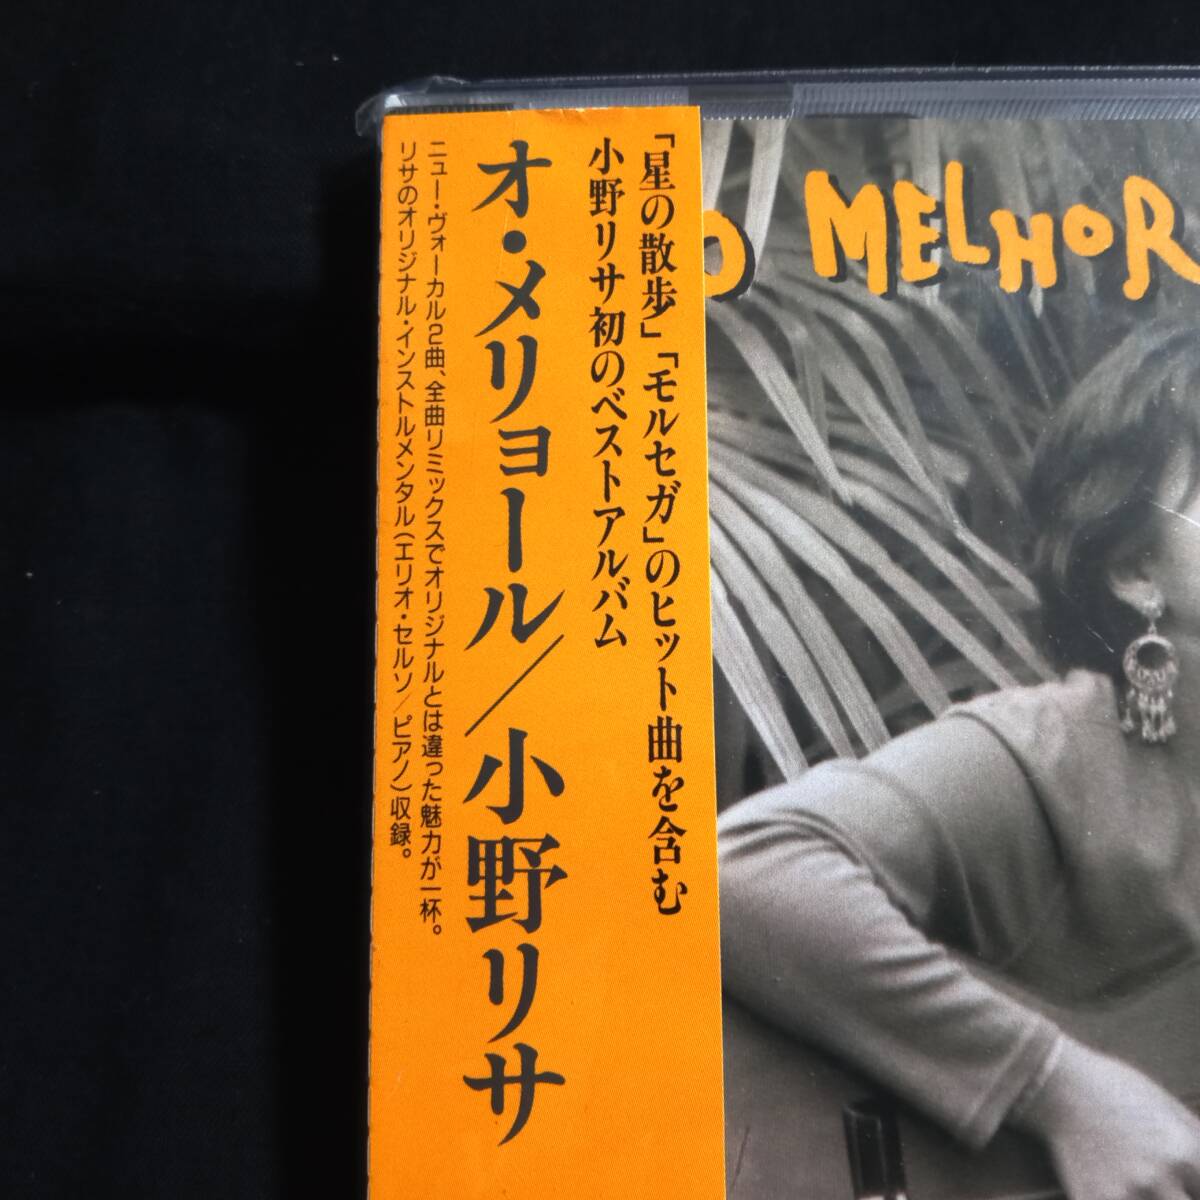 「星の散歩」「モルセガ」のヒット曲を含む
小野リサ初のベストアルバム
オ・メリョール／小野リサ
ニュー・ヴォーカル2曲、全曲リミックスでオリジナルとは違った魅力が一杯。
リサのオリジナル・インストルメンタル（エリオ・セルソ／ピアノ）収録。
O MELHOR